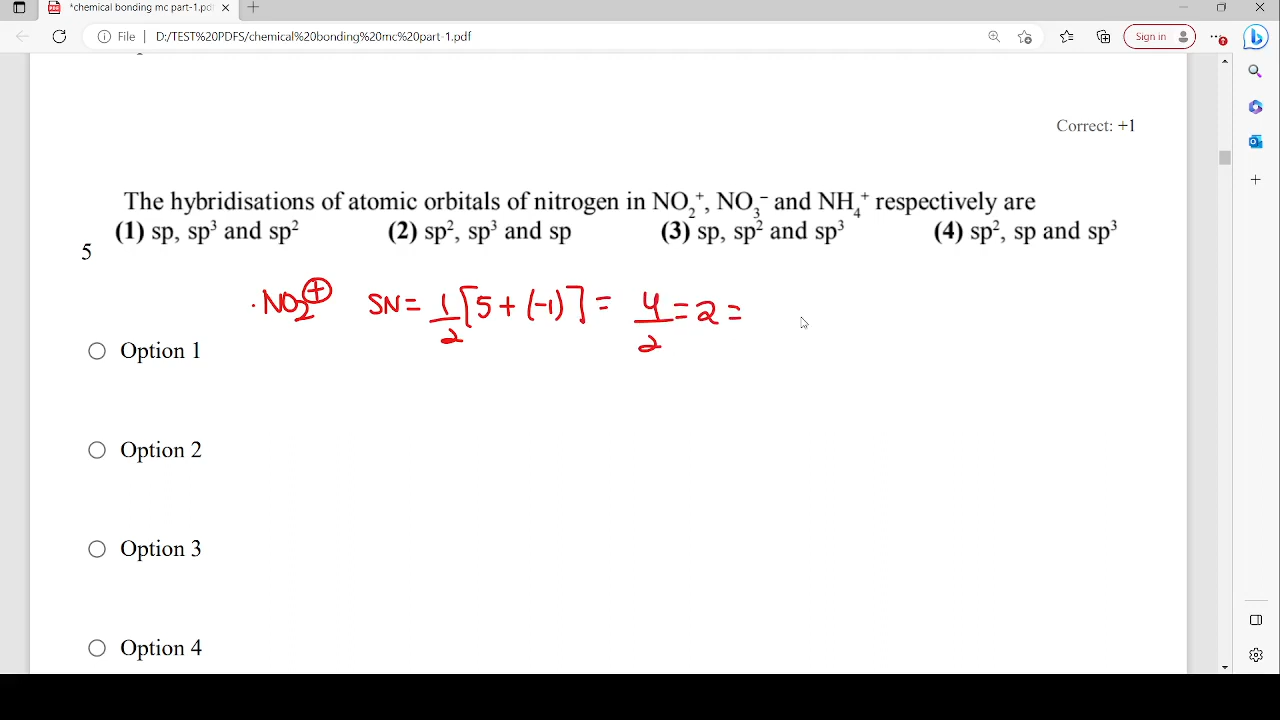 *chemical bonding mc part-1.pdf
File D:/TEST%20PDFS/chemical%20bonding%20mc%20part-1.pdf Sign in
Correct: +1
The hybridisations of atomic orbitals of nitrogen in NO₂⁺, NO₃⁻ and NH₄⁺ respectively are
(1) sp, sp³ and sp² (2) sp², sp³ and sp (3) sp, sp² and sp³ (4) sp², sp and sp³
5
· NO₂⊕ SN = 1/2 [5 + (-1)] = 4/2 = 2 =
Option 1
Option 2
Option 3
Option 4